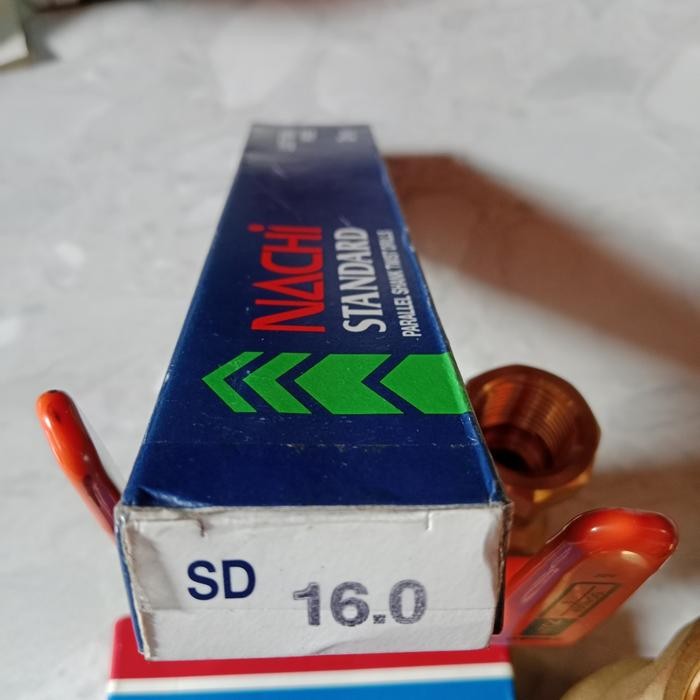 NACHI
STANDARD
PARALLEL SHANK TWIST DRILLS
SD 16.0